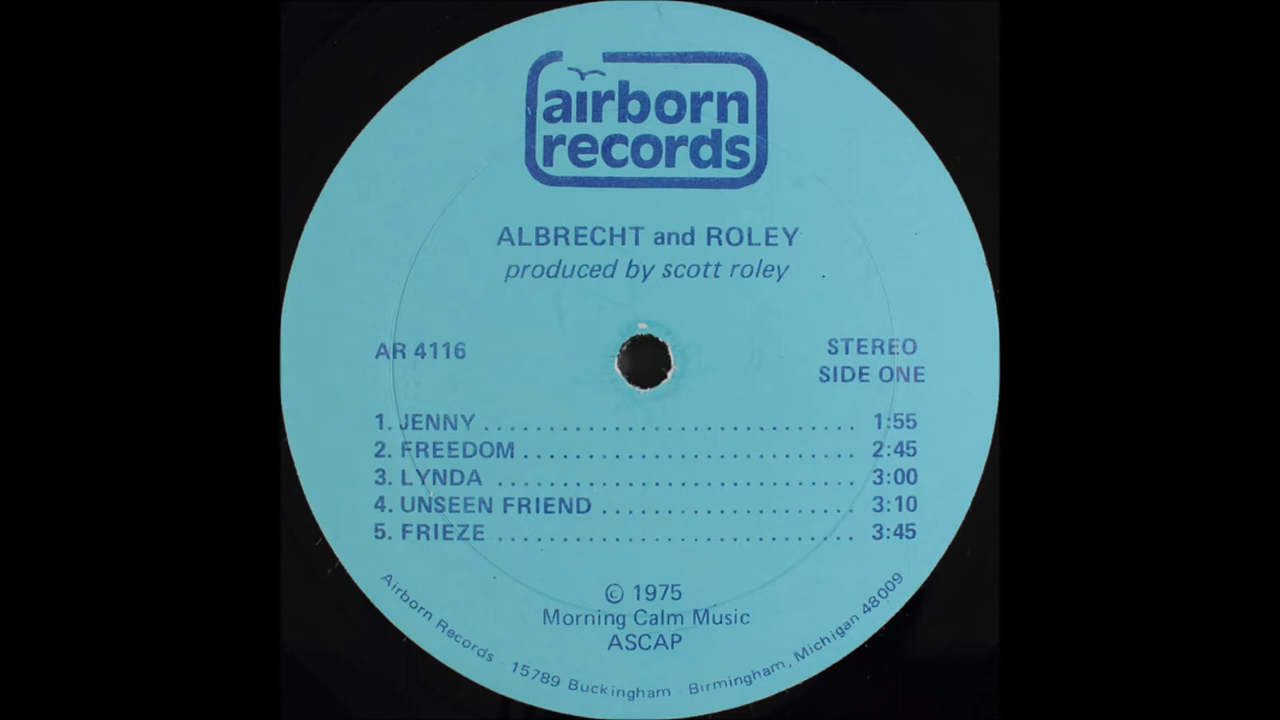 airborn
records
ALBRECHT and ROLEY
produced by scott roley
AR 4116
STEREO
SIDE ONE
1. JENNY .............................. 1:55
2. FREEDOM .......................... 2:45
3. LYNDA ............................ 3:00
4. UNSEEN FRIEND .................... 3:10
5. FRIEZE ............................ 3:45
© 1975
Morning Calm Music
ASCAP
Airborn Records · 15789 Buckingham · Birmingham, Michigan 48009